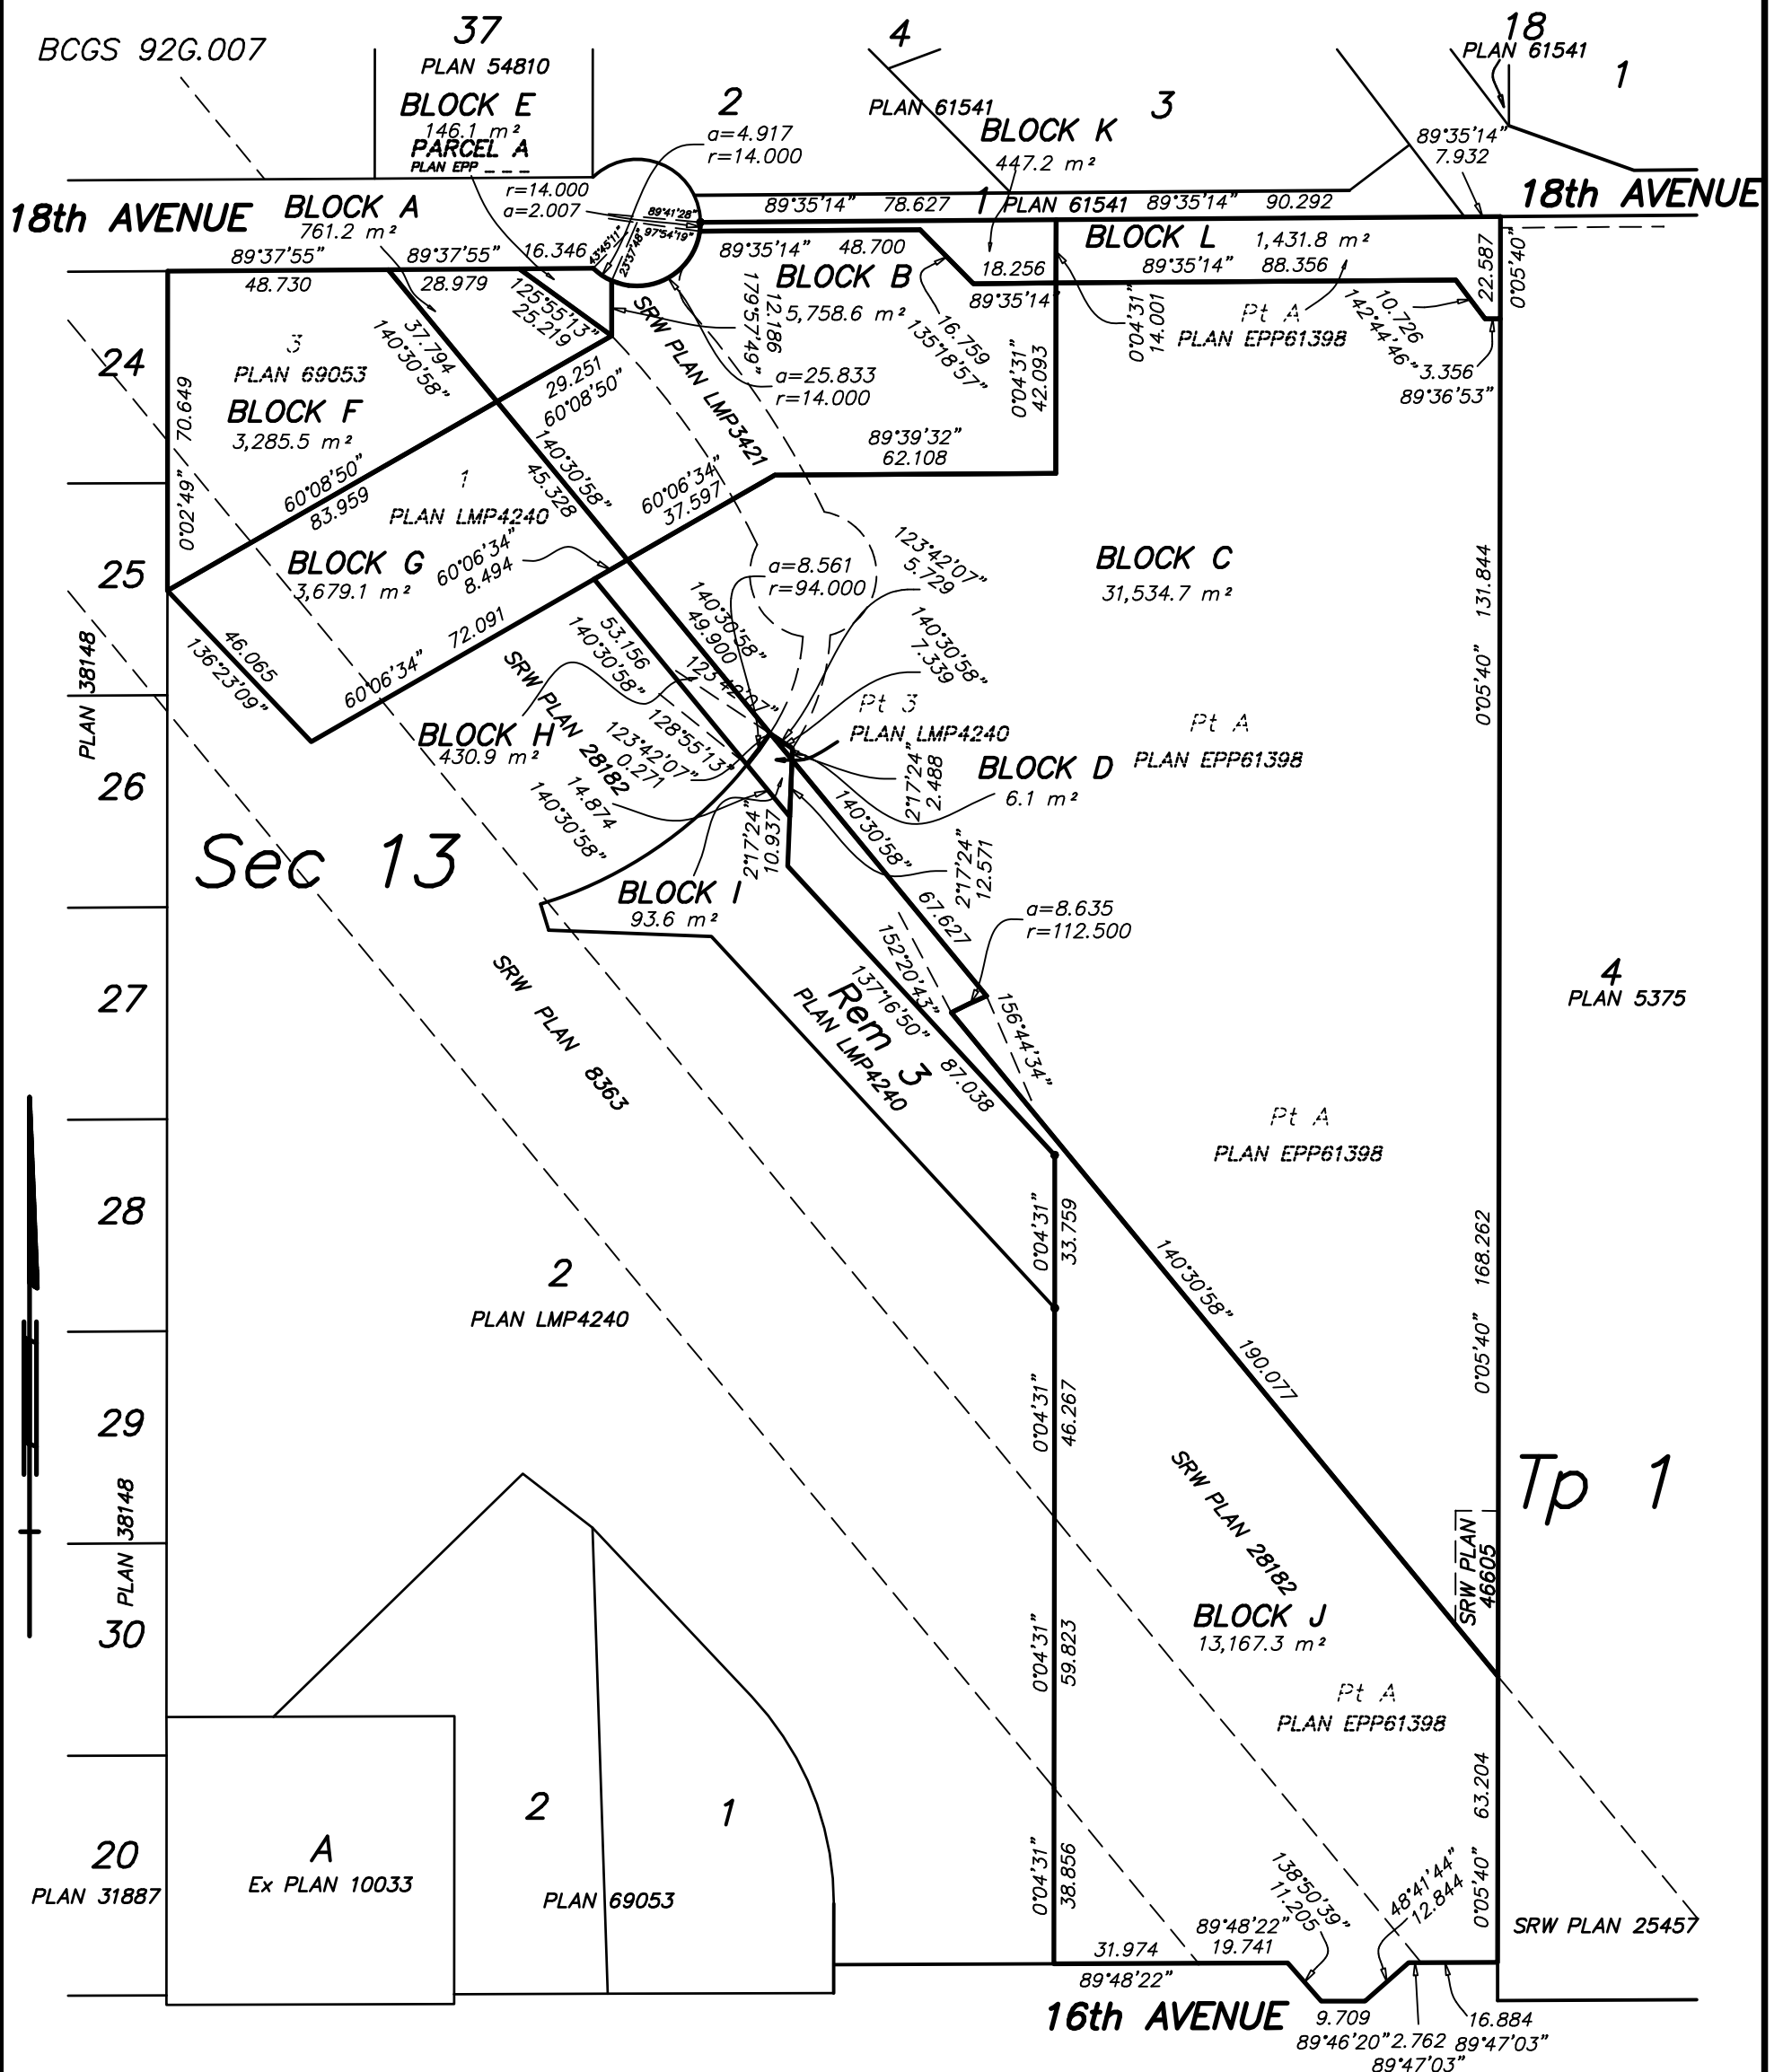 BCGS 92G.007
37
PLAN 54810
BLOCK E
146.1 m²
PARCEL A
PLAN EPP _ _ _
2
a=4.917
r=14.000
4
PLAN 61541
BLOCK K
447.2 m²
3
18
PLAN 61541
1
89°35'14"
7.932
18th AVENUE
BLOCK A
761.2 m²
r=14.000
a=2.007
89°41'28"
97°54'19"
43°45'11"
23°37'48"
89°35'14" 78.627
1 PLAN 61541
89°35'14" 90.292
18th AVENUE
89°37'55"
48.730
89°37'55"
28.979
16.346
125°55'13"
25.219
89°35'14" 48.700
BLOCK B
5,758.6 m²
179°57'49"
12.186
18.256
89°35'14"
16.759
135°18'57"
BLOCK L
1,431.8 m²
89°35'14" 88.356
0°04'31"
14.001
Pt A
PLAN EPP61398
10.726
142°44'46"
22.587
0°05'40"
3.356
89°36'53"
24
3
PLAN 69053
BLOCK F
3,285.5 m²
70.649
0°02'49"
37.794
140°30'58"
29.251
60°08'50"
SRW PLAN LMP3421
a=25.833
r=14.000
0°04'31"
42.093
89°39'32"
62.108
60°08'50"
83.959
1
PLAN LMP4240
140°30'58"
45.328
60°06'34"
37.597
25
BLOCK G
3,679.1 m²
60°06'34"
8.494
a=8.561
r=94.000
123°42'07"
5.729
BLOCK C
31,534.7 m²
131.844
0°05'40"
PLAN 38148
46.065
136°23'09"
72.091
60°06'34"
53.156
140°30'58"
140°30'58"
49.900
123°42'07"
140°30'58"
7.339
SRW PLAN 28182
BLOCK H
430.9 m²
128°55'13"
123°42'07"
0.271
14.874
140°30'58"
Pt 3
PLAN LMP4240
2°17'24"
2.488
BLOCK D
6.1 m²
Pt A
PLAN EPP61398
26
Sec 13
2°17'24"
10.937
140°30'58"
67.627
2°17'24"
12.571
BLOCK I
93.6 m²
a=8.635
r=112.500
27
SRW PLAN 8363
152°20'43"
137°16'50"
87.038
Rem 3
PLAN LMP4240
156°44'34"
4
PLAN 5375
Pt A
PLAN EPP61398
28
0°04'31"
33.759
168.262
0°05'40"
2
PLAN LMP4240
140°30'58"
190.077
29
0°04'31"
46.267
PLAN 38148
SRW PLAN 28182
Tp 1
SRW PLAN
46605
30
0°04'31"
59.823
BLOCK J
13,167.3 m²
Pt A
PLAN EPP61398
63.204
0°05'40"
20
PLAN 31887
A
Ex PLAN 10033
2
1
PLAN 69053
0°04'31"
38.856
138°50'39"
11.205
48°41'44"
12.844
SRW PLAN 25457
31.974
89°48'22"
89°48'22"
19.741
16th AVENUE
9.709
89°46'20"
2.762
89°47'03"
16.884
89°47'03"